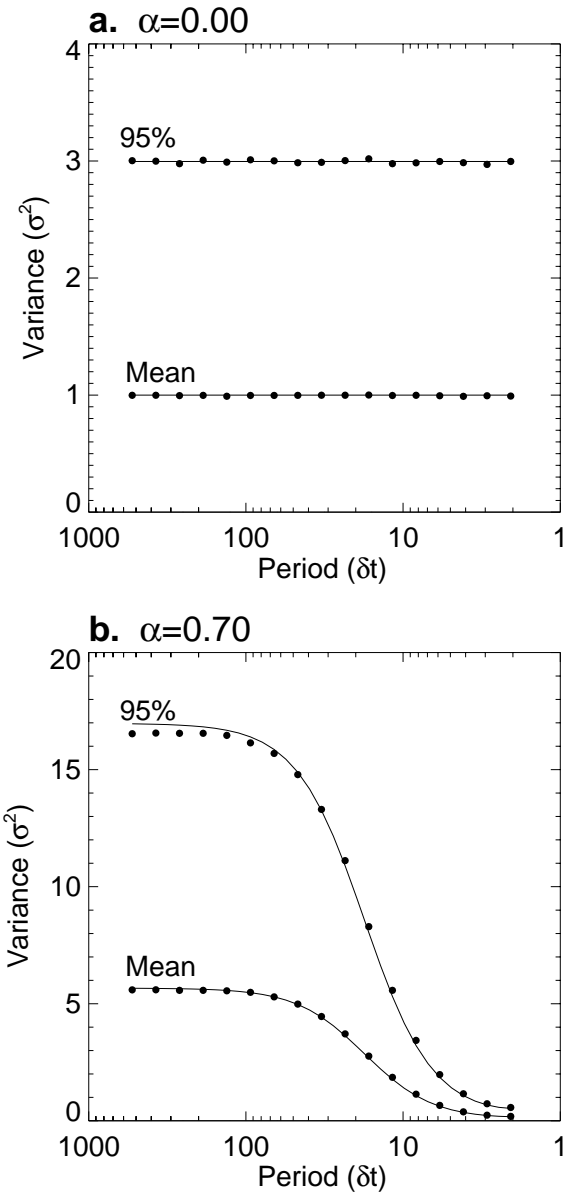 a. α=0.00
4
3
2
1
0
Variance (σ²)
95%
Mean
1000 100 10 1
Period (δt)
b. α=0.70
20
15
10
5
0
Variance (σ²)
95%
Mean
1000 100 10 1
Period (δt)